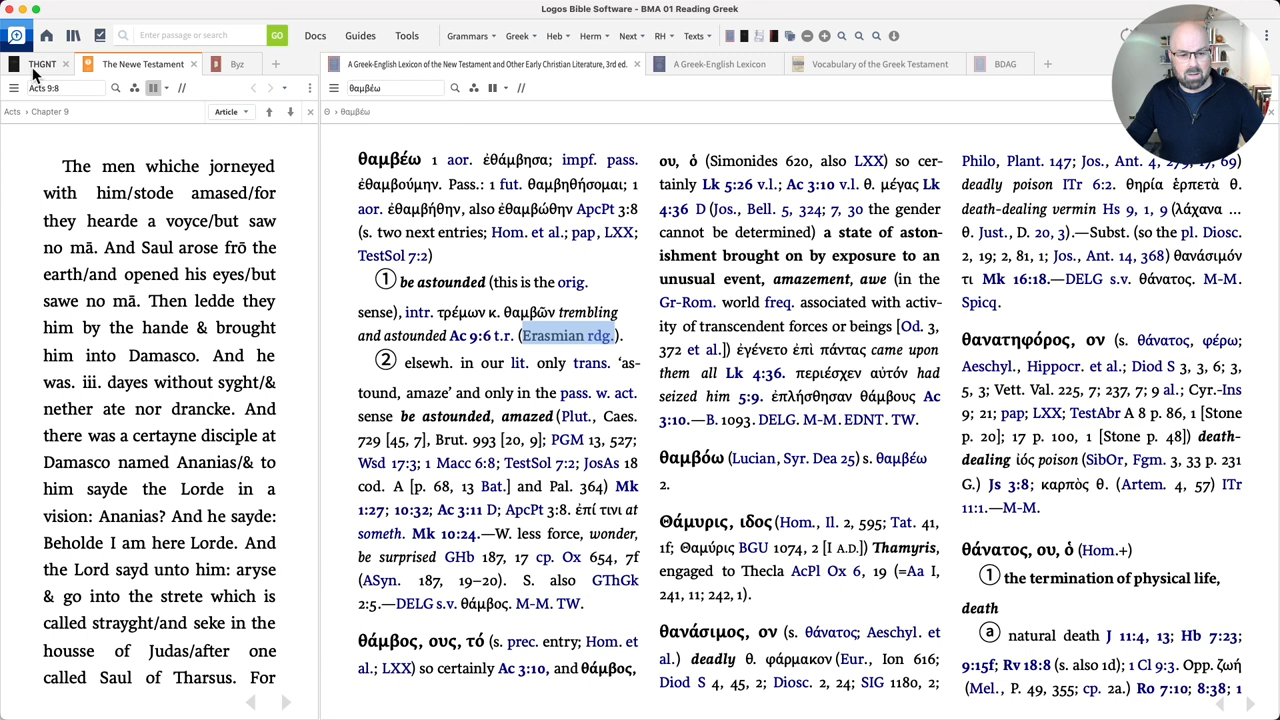 Logos Bible Software - BMA 01 Reading Greek
Enter passage or search
GO
Docs Guides Tools
Grammars Greek Heb Herm Next RH Texts
THGNT The Newe Testament Byz
A Greek-English Lexicon of the New Testament and Other Early Christian Literature, 3rd ed. A Greek-English Lexicon Vocabulary of the Greek Testament BDAG
Acts 9:8
θαμβέω
Acts › Chapter 9
Article
Θ › θαμβέω
The men whiche jorneyed
with him/stode amased/for
they hearde a voyce/but saw
no mā. And Saul arose frō the
earth/and opened his eyes/but
sawe no mā. Then ledde they
him by the hande & brought
him into Damasco. And he
was. iii. dayes without syght/&
nether ate nor drancke. And
there was a certayne disciple at
Damasco named Ananias/& to
him sayde the Lorde in a
vision: Ananias? And he sayde:
Beholde I am here Lorde. And
the Lord sayd unto him: aryse
& go into the strete which is
called strayght/and seke in the
housse of Judas/after one
called Saul of Tharsus. For
θαμβέω 1 aor. ἐθάμβησα; impf. pass.
ἐθαμβούμην. Pass.: 1 fut. θαμβηθήσομαι; 1
aor. ἐθαμβήθην, also ἐθαμβώθην ApcPt 3:8
(s. two next entries; Hom. et al.; pap, LXX;
TestSol 7:2)
① be astounded (this is the orig.
sense), intr. τρέμων κ. θαμβῶν trembling
and astounded Ac 9:6 t.r. (Erasmian rdg.).
② elsewh. in our lit. only trans. ‘as-
tound, amaze’ and only in the pass. w. act.
sense be astounded, amazed (Plut., Caes.
729 [45, 7], Brut. 993 [20, 9]; PGM 13, 527;
Wsd 17:3; 1 Macc 6:8; TestSol 7:2; JosAs 18
cod. A [p. 68, 13 Bat.] and Pal. 364) Mk
1:27; 10:32; Ac 3:11 D; ApcPt 3:8. ἐπί τινι at
someth. Mk 10:24.—W. less force, wonder,
be surprised GHb 187, 17 cp. Ox 654, 7f
(ASyn. 187, 19–20). S. also GThGk
2:5.—DELG s.v. θάμβος. M-M. TW.
θάμβος, ους, τό (s. prec. entry; Hom. et
al.; LXX) so certainly Ac 3:10, and θάμβος,
ου, ὁ (Simonides 620, also LXX) so cer-
tainly Lk 5:26 v.l.; Ac 3:10 v.l. θ. μέγας Lk
4:36 D (Jos., Bell. 5, 324; 7, 30 the gender
cannot be determined) a state of aston-
ishment brought on by exposure to an
unusual event, amazement, awe (in the
Gr-Rom. world freq. associated with activ-
ity of transcendent forces or beings [Od. 3,
372 et al.]) ἐγένετο ἐπὶ πάντας came upon
them all Lk 4:36. περιέσχεν αὐτόν had
seized him 5:9. ἐπλήσθησαν θάμβους Ac
3:10.—B. 1093. DELG. M-M. EDNT. TW.
θαμβόω (Lucian, Syr. Dea 25) s. θαμβέω
2.
Θάμυρις, ιδος (Hom., Il. 2, 595; Tat. 41,
1f; Θαμύρις BGU 1074, 2 [I A.D.]) Thamyris,
engaged to Thecla AcPl Ox 6, 19 (=Aa I,
241, 11; 242, 1).
θανάσιμος, ον (s. θάνατος; Aeschyl. et
al.) deadly θ. φάρμακον (Eur., Ion 616;
Diod S 4, 45, 2; Diosc. 2, 24; SIG 1180, 2;
Philo, Plant. 147; Jos., Ant. 4, 279; 17, 69)
deadly poison ITr 6:2. θηρία ἑρπετὰ θ.
death-dealing vermin Hs 9, 1, 9 (λάχανα …
θ. Just., D. 20, 3).—Subst. (so the pl. Diosc.
2, 19; 2, 81, 1; Jos., Ant. 14, 368) θανάσιμόν
τι Mk 16:18.—DELG s.v. θάνατος. M-M.
Spicq.
θανατηφόρος, ον (s. θάνατος, φέρω;
Aeschyl., Hippocr. et al.; Diod S 3, 3, 6; 3,
5, 3; Vett. Val. 225, 7; 237, 7; 9 al.; Cyr.-Ins
9; 21; pap; LXX; TestAbr A 8 p. 86, 1 [Stone
p. 20]; 17 p. 100, 1 [Stone p. 48]) death-
dealing ἰός poison (SibOr, Fgm. 3, 33 p. 231
G.) Js 3:8; καρπὸς θ. (Artem. 4, 57) ITr
11:1.—M-M.
θάνατος, ου, ὁ (Hom.+)
① the termination of physical life,
death
ⓐ natural death J 11:4, 13; Hb 7:23;
9:15f; Rv 18:8 (s. also 1d); 1 Cl 9:3. Opp. ζωή
(Mel., P. 49, 355; cp. 2a.) Ro 7:10; 8:38; 1